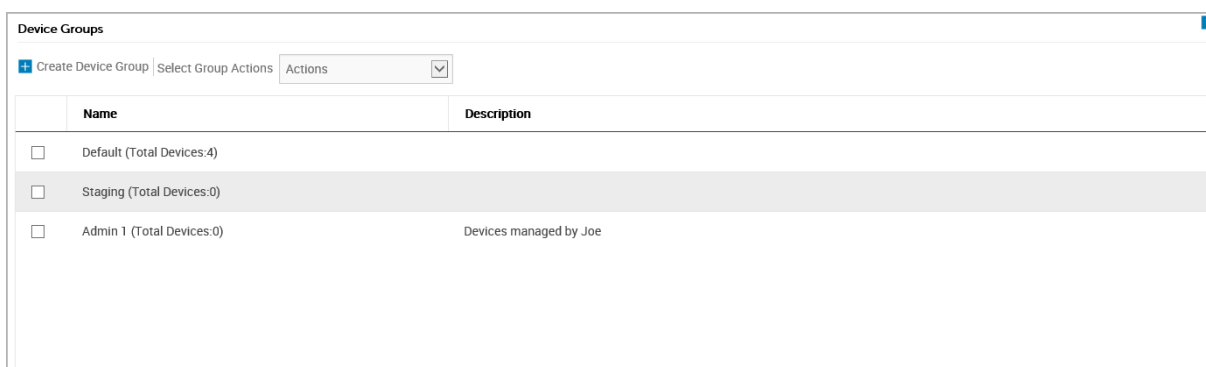 Device Groups
Create Device Group Select Group Actions Actions
Name Description
Default (Total Devices:4)
Staging (Total Devices:0)
Admin 1 (Total Devices:0) Devices managed by Joe